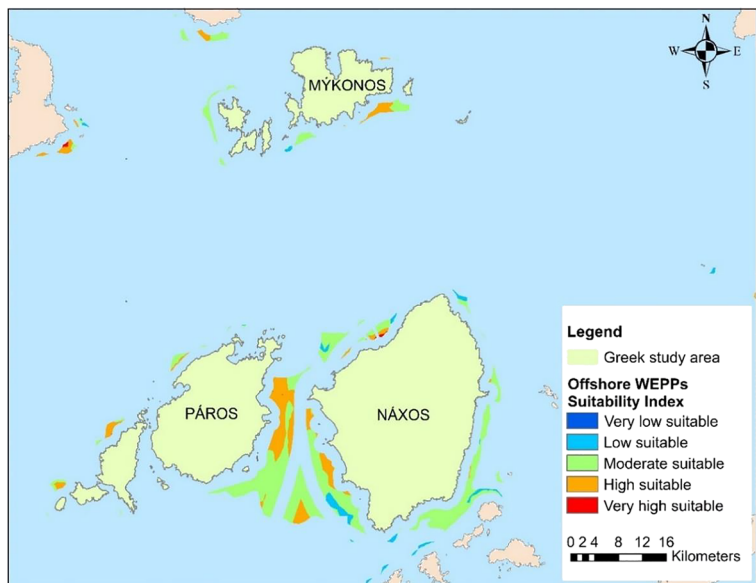 N
W E
S
MÝKONOS
PÁROS
NÁXOS
Legend
Greek study area
Offshore WEPPs
Suitability Index
Very low suitable
Low suitable
Moderate suitable
High suitable
Very high suitable
0 2 4 8 12 16
Kilometers